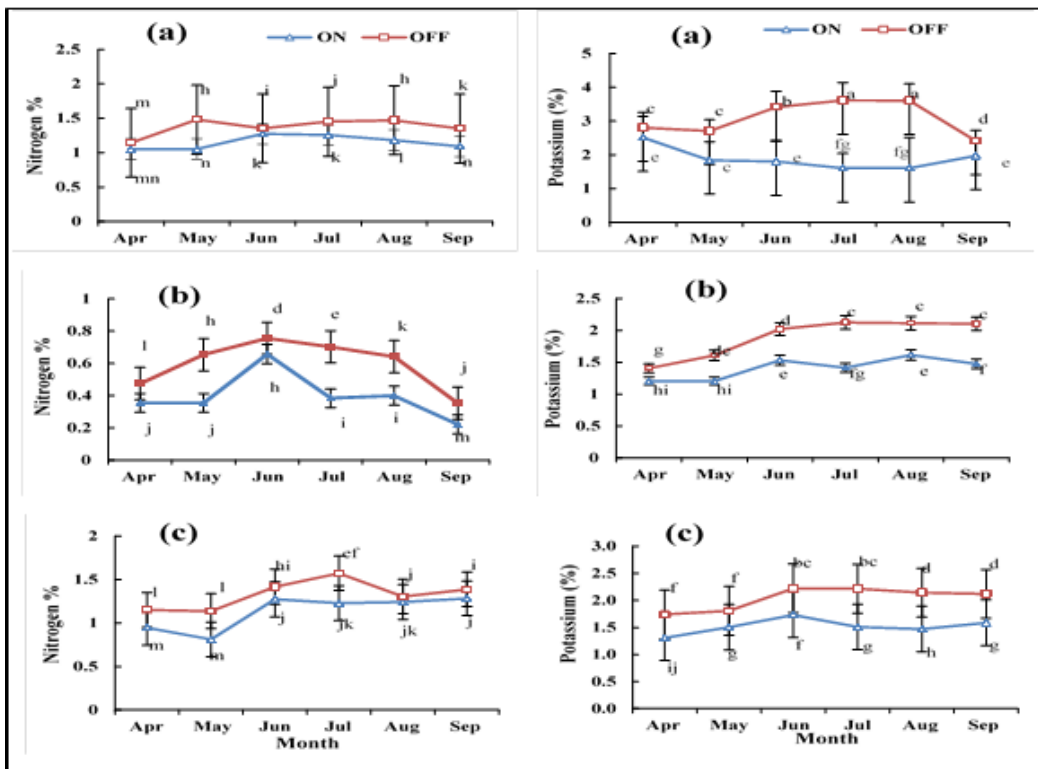 (a)
ON OFF
Nitrogen %
2.5
2
1.5
1
0.5
0
m h i j h k
mn n k k l n
Apr May Jun Jul Aug Sep
(a)
ON OFF
Potassium (%)
5
4
3
2
1
0
c c b a a d
e e e fg fg e
Apr May Jun Jul Aug Sep
(b)
Nitrogen %
1
0.8
0.6
0.4
0.2
0
l h d e k j
j j h i i m
Apr May Jun Jul Aug Sep
(b)
Potassium (%)
2.5
2
1.5
1
0.5
0
g de d c c c
hi hi e fg e f
Apr May Jun Jul Aug Sep
(c)
Nitrogen %
2
1.5
1
0.5
0
l l hi ef j i
m n j jk jk j
Apr May Jun Jul Aug Sep
Month
(c)
Potassium (%)
3.0
2.5
2.0
1.5
1.0
0.5
0.0
f f bc bc d d
ij g f g h g
Apr May Jun Jul Aug Sep
Month